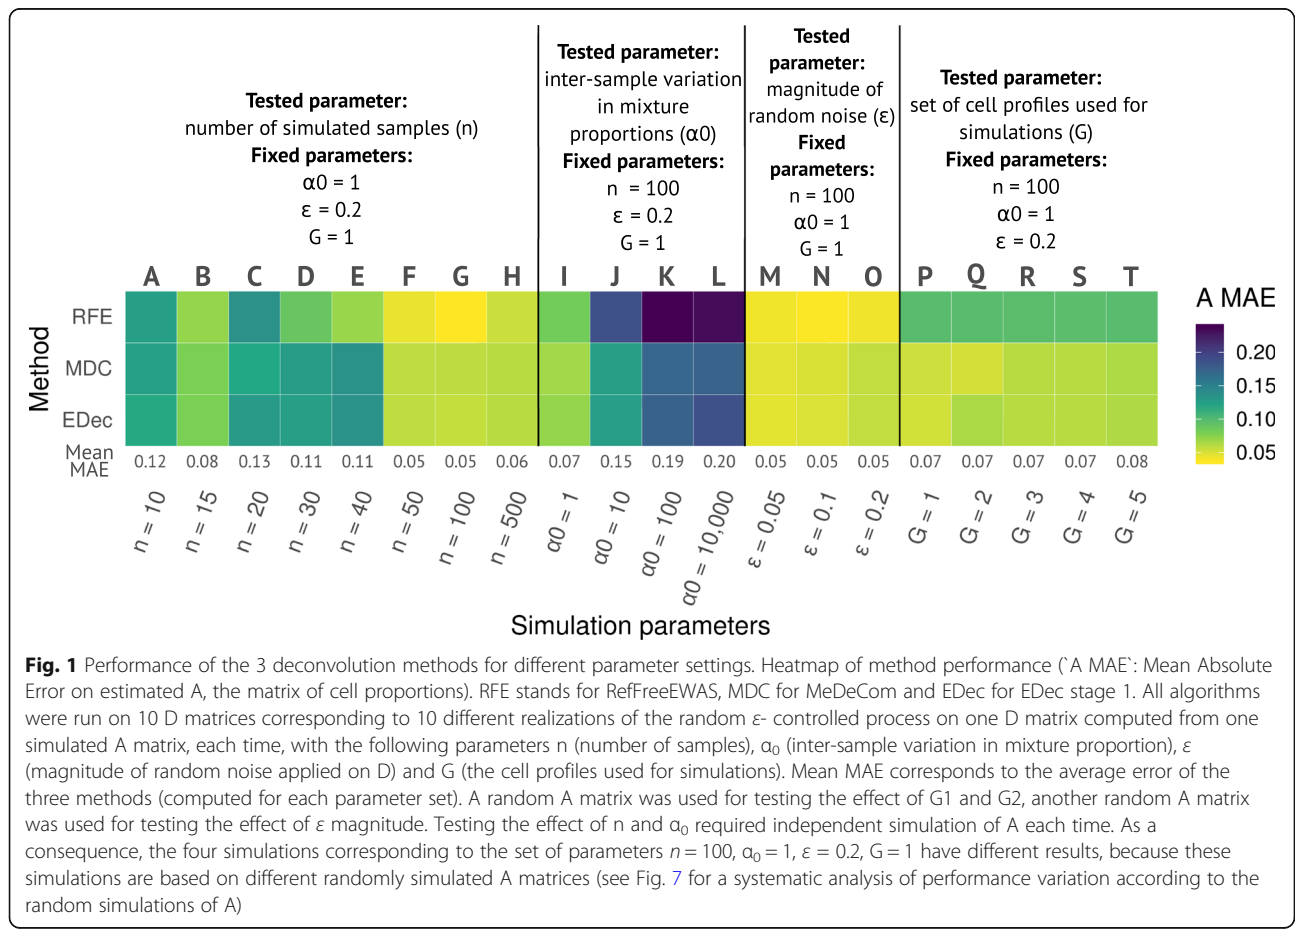 Tested parameter:
number of simulated samples (n)
Fixed parameters:
α0 = 1
ε = 0.2
G = 1
Tested parameter:
inter-sample variation
in mixture
proportions (α0)
Fixed parameters:
n = 100
ε = 0.2
G = 1
Tested
parameter:
magnitude of
random noise (ε)
Fixed
parameters:
n = 100
α0 = 1
G = 1
Tested parameter:
set of cell profiles used for
simulations (G)
Fixed parameters:
n = 100
α0 = 1
ε = 0.2
A B C D E F G H I J K L M N O P Q R S T
Method
RFE
MDC
EDec
Mean
MAE
0.12 0.08 0.13 0.11 0.11 0.05 0.05 0.06 0.07 0.15 0.19 0.20 0.05 0.05 0.05 0.07 0.07 0.07 0.07 0.08
n = 10
n = 15
n = 20
n = 30
n = 40
n = 50
n = 100
n = 500
α0 = 1
α0 = 10
α0 = 100
α0 = 10,000
ε = 0.05
ε = 0.1
ε = 0.2
G = 1
G = 2
G = 3
G = 4
G = 5
Simulation parameters
A MAE
0.20
0.15
0.10
0.05
Fig. 1 Performance of the 3 deconvolution methods for different parameter settings. Heatmap of method performance (`A MAE`: Mean Absolute
Error on estimated A, the matrix of cell proportions). RFE stands for RefFreeEWAS, MDC for MeDeCom and EDec for EDec stage 1. All algorithms
were run on 10 D matrices corresponding to 10 different realizations of the random ε- controlled process on one D matrix computed from one
simulated A matrix, each time, with the following parameters n (number of samples), α0 (inter-sample variation in mixture proportion), ε
(magnitude of random noise applied on D) and G (the cell profiles used for simulations). Mean MAE corresponds to the average error of the
three methods (computed for each parameter set). A random A matrix was used for testing the effect of G1 and G2, another random A matrix
was used for testing the effect of ε magnitude. Testing the effect of n and α0 required independent simulation of A each time. As a
consequence, the four simulations corresponding to the set of parameters n = 100, α0 = 1, ε = 0.2, G = 1 have different results, because these
simulations are based on different randomly simulated A matrices (see Fig. 7 for a systematic analysis of performance variation according to the
random simulations of A)